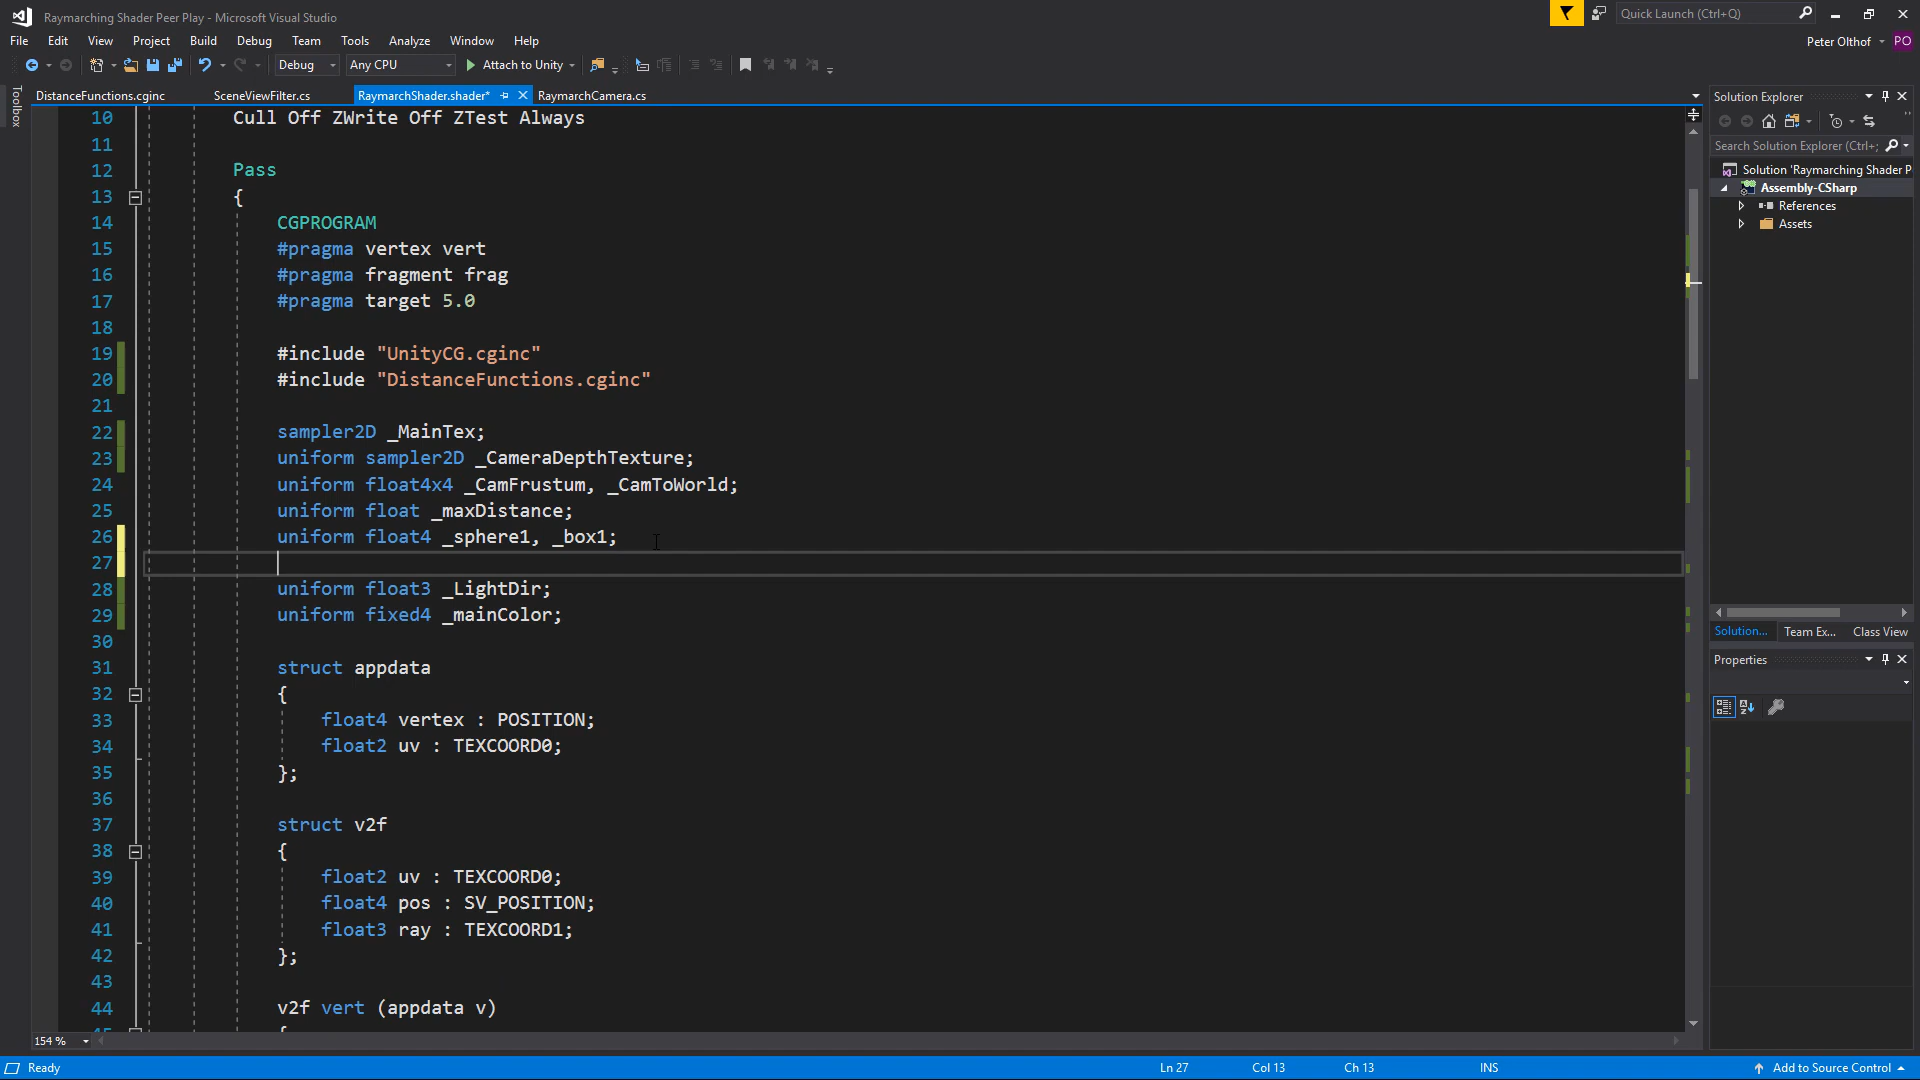 Raymarching Shader Peer Play - Microsoft Visual Studio
Quick Launch (Ctrl+Q)
File Edit View Project Build Debug Team Tools Analyze Window Help
Peter Olthof PO
Debug Any CPU Attach to Unity
Toolbox
DistanceFunctions.cginc SceneViewFilter.cs RaymarchShader.shader* RaymarchCamera.cs
10 Cull Off ZWrite Off ZTest Always
11
12 Pass
13 {
14 CGPROGRAM
15 #pragma vertex vert
16 #pragma fragment frag
17 #pragma target 5.0
18
19 #include "UnityCG.cginc"
20 #include "DistanceFunctions.cginc"
21
22 sampler2D _MainTex;
23 uniform sampler2D _CameraDepthTexture;
24 uniform float4x4 _CamFrustum, _CamToWorld;
25 uniform float _maxDistance;
26 uniform float4 _sphere1, _box1;
27
28 uniform float3 _LightDir;
29 uniform fixed4 _mainColor;
30
31 struct appdata
32 {
33 float4 vertex : POSITION;
34 float2 uv : TEXCOORD0;
35 };
36
37 struct v2f
38 {
39 float2 uv : TEXCOORD0;
40 float4 pos : SV_POSITION;
41 float3 ray : TEXCOORD1;
42 };
43
44 v2f vert (appdata v)
45 {
154 %
Solution Explorer
Search Solution Explorer (Ctrl+;
Solution 'Raymarching Shader P
Assembly-CSharp
References
Assets
Solution... Team Ex... Class View
Properties
Ready Ln 27 Col 13 Ch 13 INS Add to Source Control